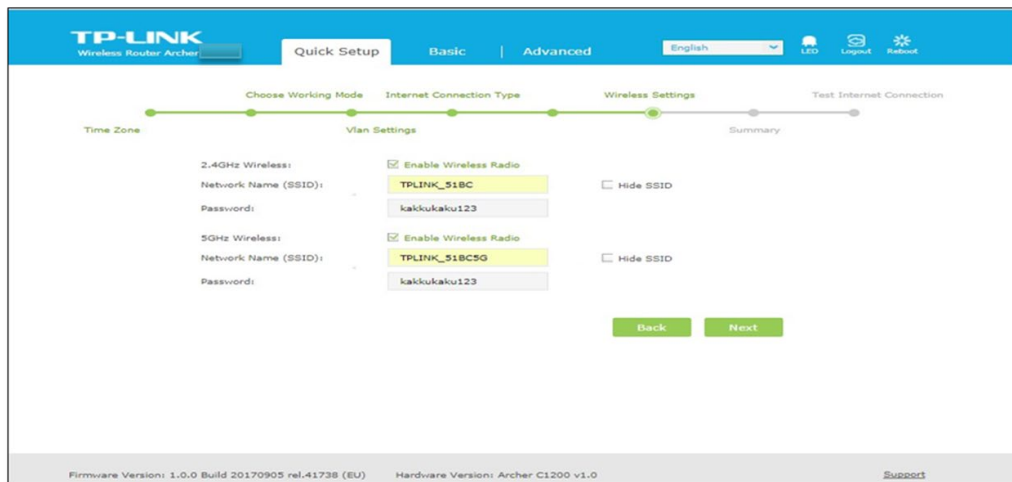 TP-LINK
Wireless Router Archer
Quick Setup
Basic | Advanced
English
LED
Logout
Reboot
Choose Working Mode
Internet Connection Type
Wireless Settings
Test Internet Connection
Time Zone
Vlan Settings
Summary
2.4GHz Wireless:
Enable Wireless Radio
Network Name (SSID):
TPLINK_51BC
Hide SSID
Password:
kakkukaku123
5GHz Wireless:
Enable Wireless Radio
Network Name (SSID):
TPLINK_51BC5G
Hide SSID
Password:
kakkukaku123
Back
Next
Firmware Version: 1.0.0 Build 20170905 rel.41738 (EU)
Hardware Version: Archer C1200 v1.0
Support